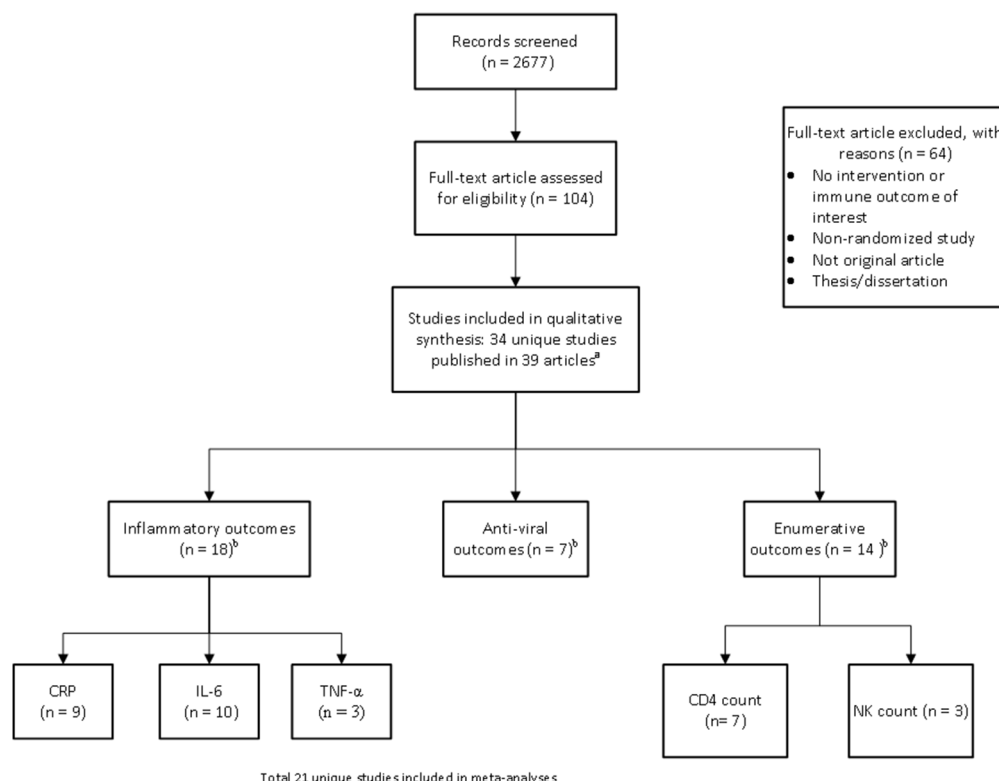 Records screened
(n = 2677)
Full-text article assessed
for eligibility (n = 104)
Full-text article excluded, with
reasons (n = 64)
• No intervention or
immune outcome of
interest
• Non-randomized study
• Not original article
• Thesis/dissertation
Studies included in qualitative
synthesis: 34 unique studies
published in 39 articlesᵃ
Inflammatory outcomes
(n = 18)ᵇ
Anti-viral
outcomes (n = 7)ᵇ
Enumerative
outcomes (n = 14 )ᵇ
CRP
(n = 9)
IL-6
(n = 10)
TNF-α
(n = 3)
CD4 count
(n= 7)
NK count (n = 3)
Total 21 unique studies included in meta-analyses